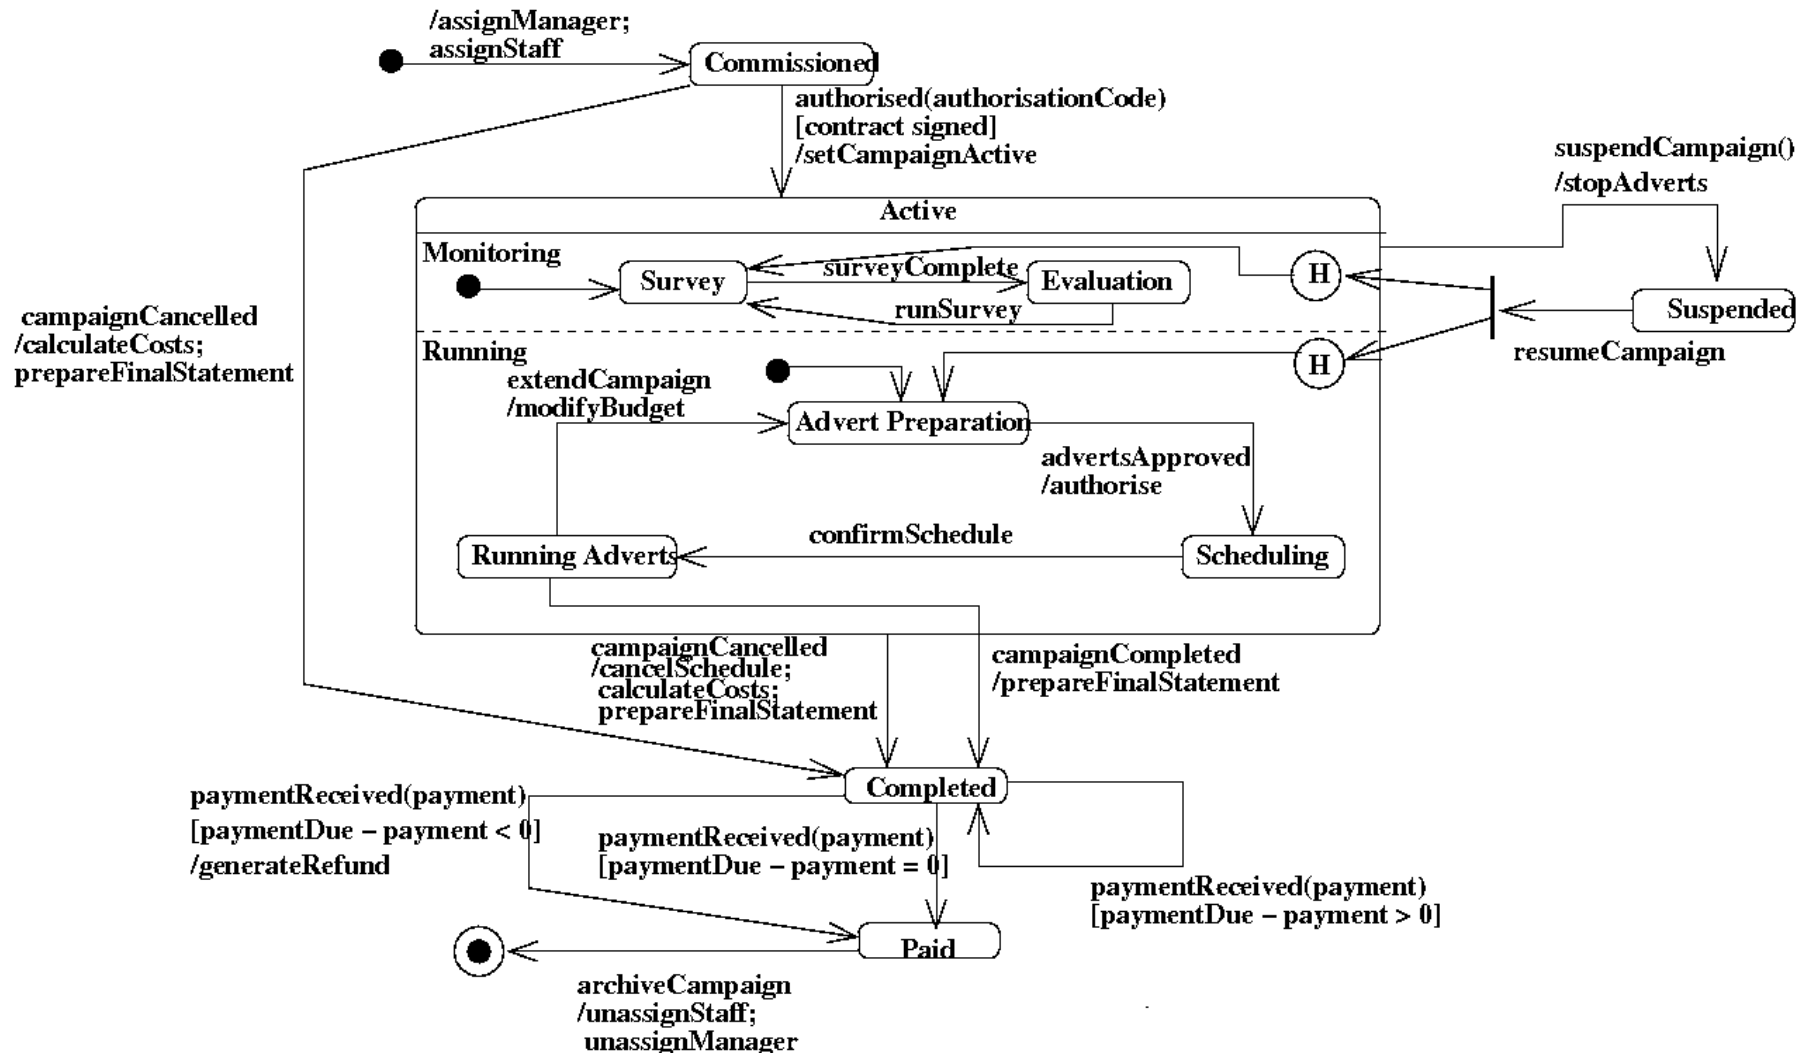 /assignManager;
assignStaff
Commissioned
authorised(authorisationCode)
[contract signed]
/setCampaignActive
suspendCampaign()
/stopAdverts
Active
Monitoring
Survey
surveyComplete
Evaluation
H
runSurvey
Suspended
resumeCampaign
campaignCancelled
/calculateCosts;
prepareFinalStatement
Running
H
extendCampaign
/modifyBudget
Advert Preparation
advertsApproved
/authorise
confirmSchedule
Running Adverts
Scheduling
campaignCancelled
/cancelSchedule;
calculateCosts;
prepareFinalStatement
campaignCompleted
/prepareFinalStatement
Completed
paymentReceived(payment)
[paymentDue – payment < 0]
/generateRefund
paymentReceived(payment)
[paymentDue – payment = 0]
paymentReceived(payment)
[paymentDue – payment > 0]
Paid
archiveCampaign
/unassignStaff;
unassignManager